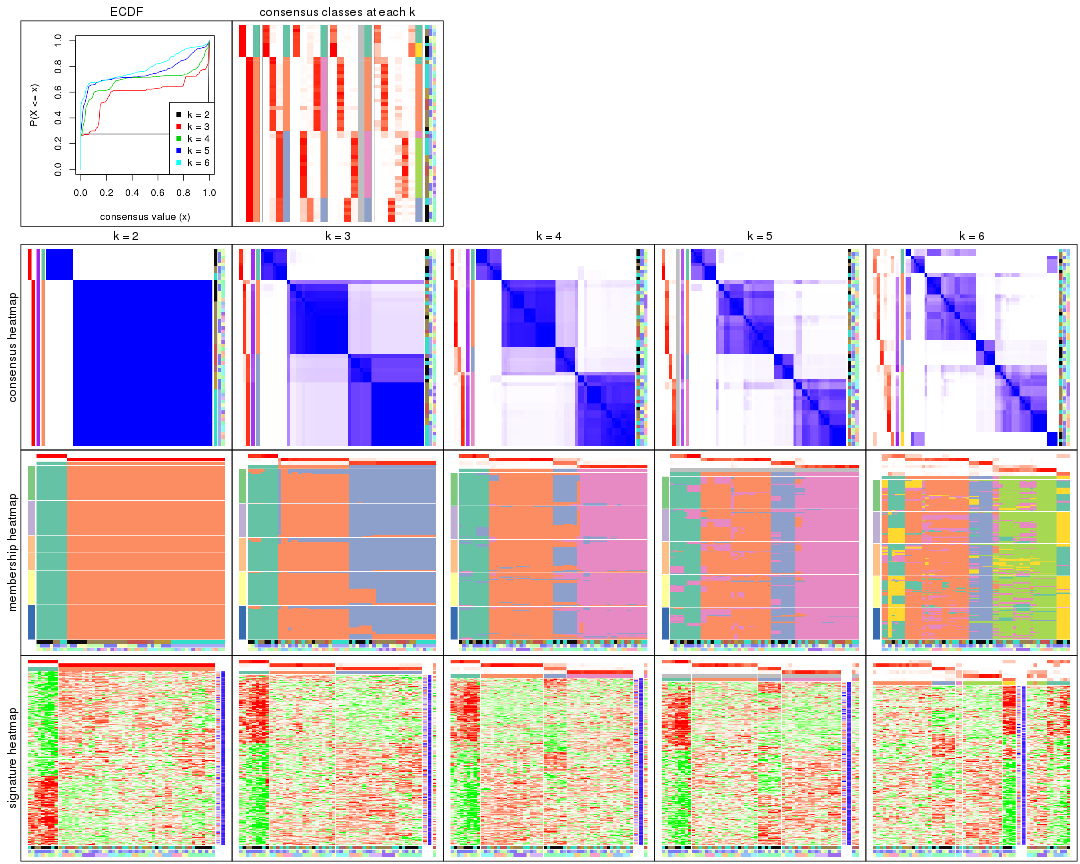 ECDF
consensus classes at each k
P(X <= x)
1.0
0.8
0.6
0.4
0.2
0.0
k = 2
k = 3
k = 4
k = 5
k = 6
0.0 0.2 0.4 0.6 0.8 1.0
consensus value (x)
k = 2 k = 3 k = 4 k = 5 k = 6
consensus heatmap
membership heatmap
signature heatmap